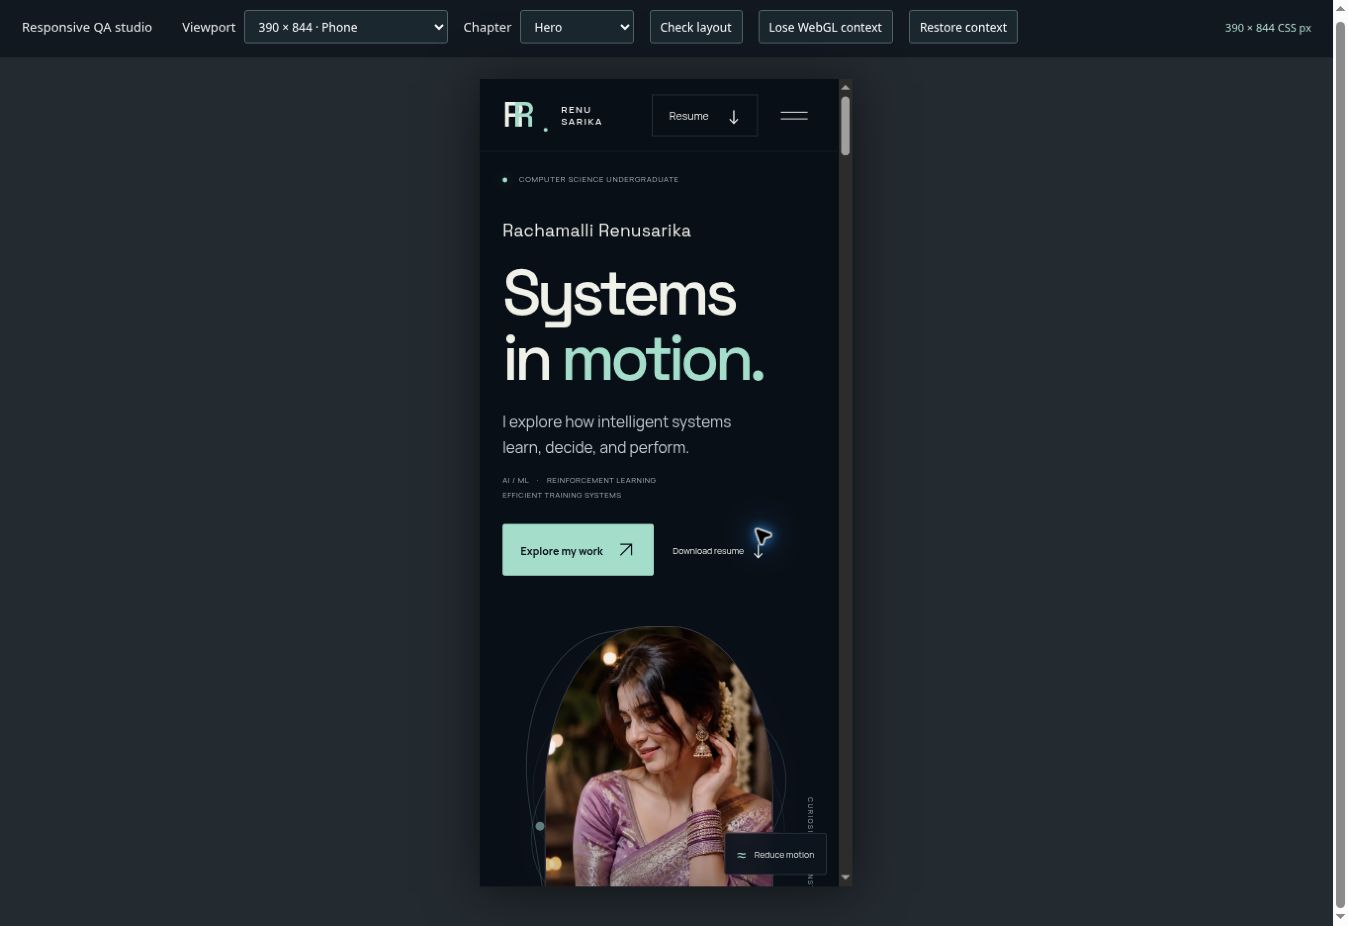 Responsive QA studio
Viewport
390 × 844 · Phone
Chapter
Hero
Check layout
Lose WebGL context
Restore context
390 × 844 CSS px
RR.
RENU
SARIKA
Resume
COMPUTER SCIENCE UNDERGRADUATE
Rachamalli Renusarika
Systems
in motion.
I explore how intelligent systems
learn, decide, and perform.
AI / ML · REINFORCEMENT LEARNING
EFFICIENT TRAINING SYSTEMS
Explore my work
Download resume
Reduce motion